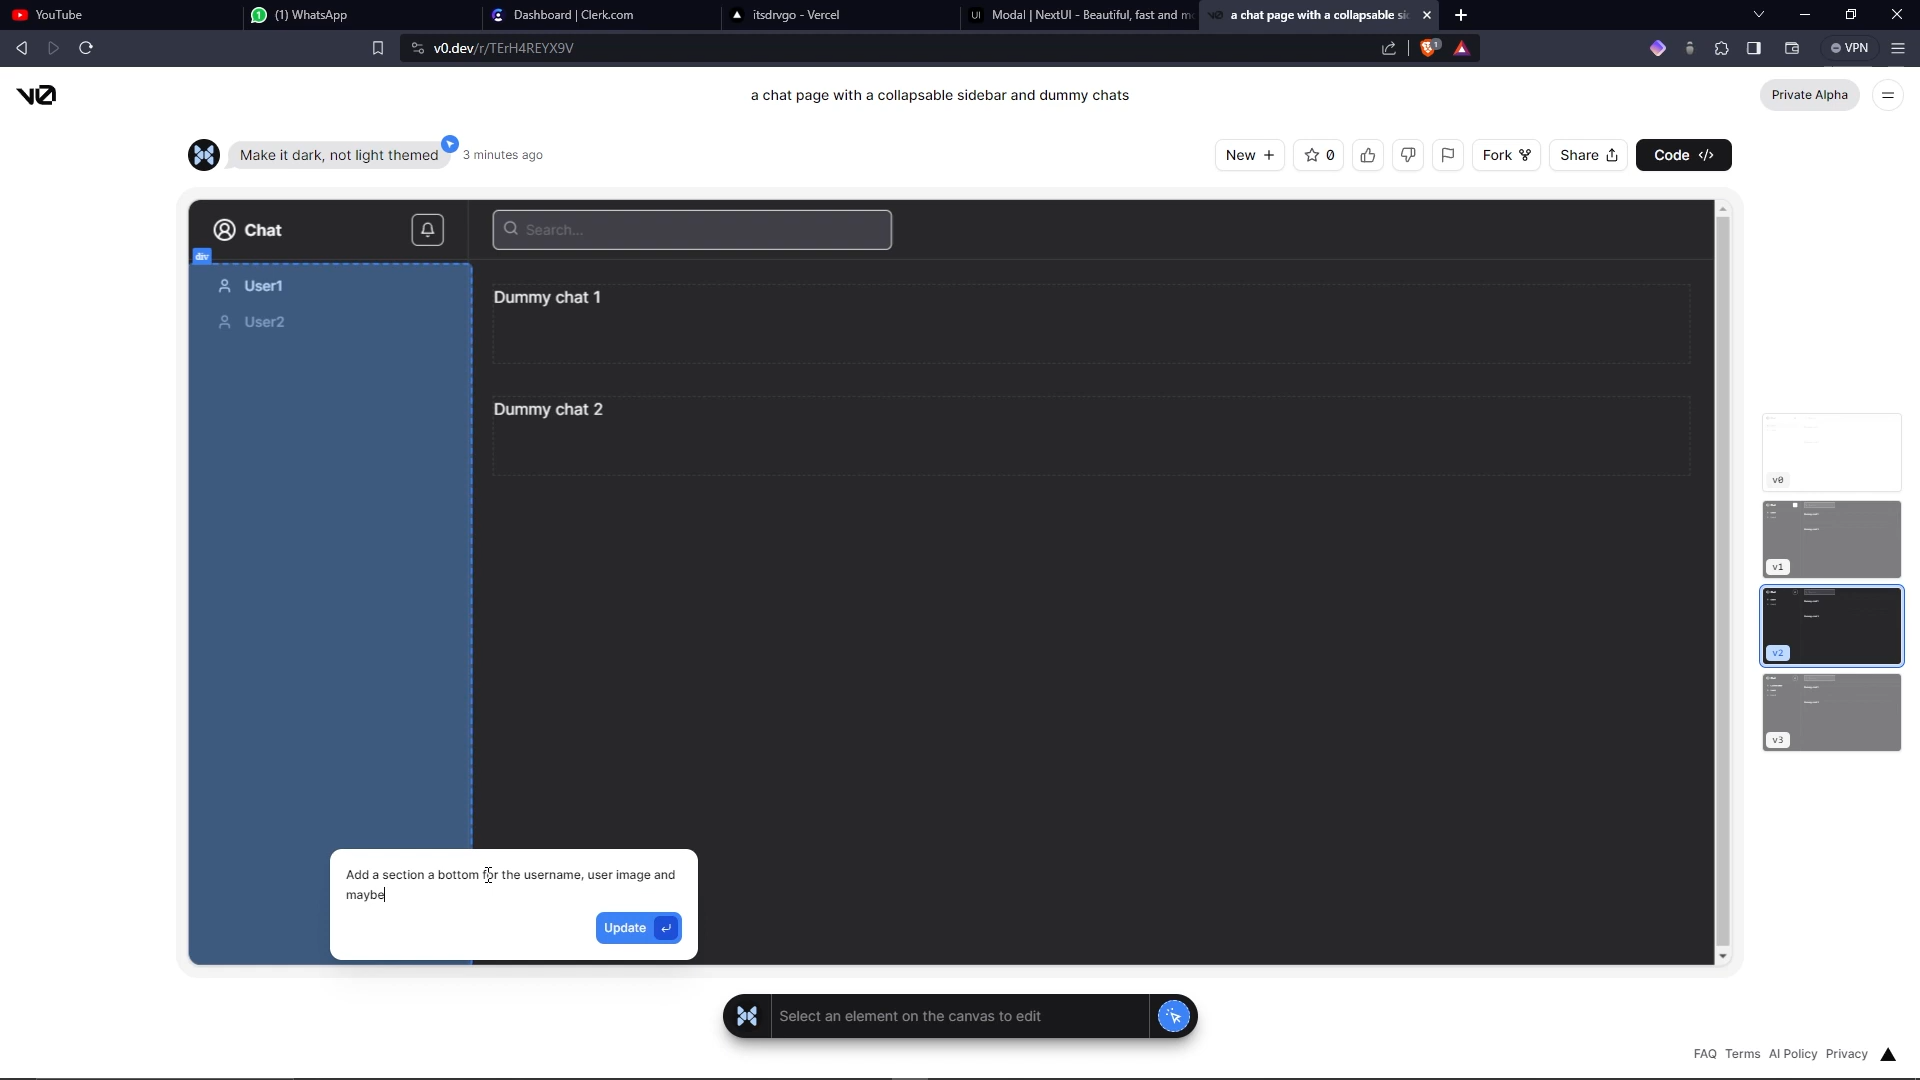 YouTube
(1) WhatsApp
Dashboard | Clerk.com
itsdrvgo - Vercel
UI Modal | NextUI - Beautiful, fast and m
a chat page with a collapsable si
v0.dev/r/TErH4REYX9V
1
VPN
v0
a chat page with a collapsable sidebar and dummy chats
Private Alpha
Make it dark, not light themed
3 minutes ago
New +
0
Fork
Share
Code </>
Chat
Search...
div
User1
User2
Dummy chat 1
Dummy chat 2
v0
v1
v2
v3
Add a section a bottom for the username, user image and
maybe
Update
Select an element on the canvas to edit
FAQ Terms AI Policy Privacy